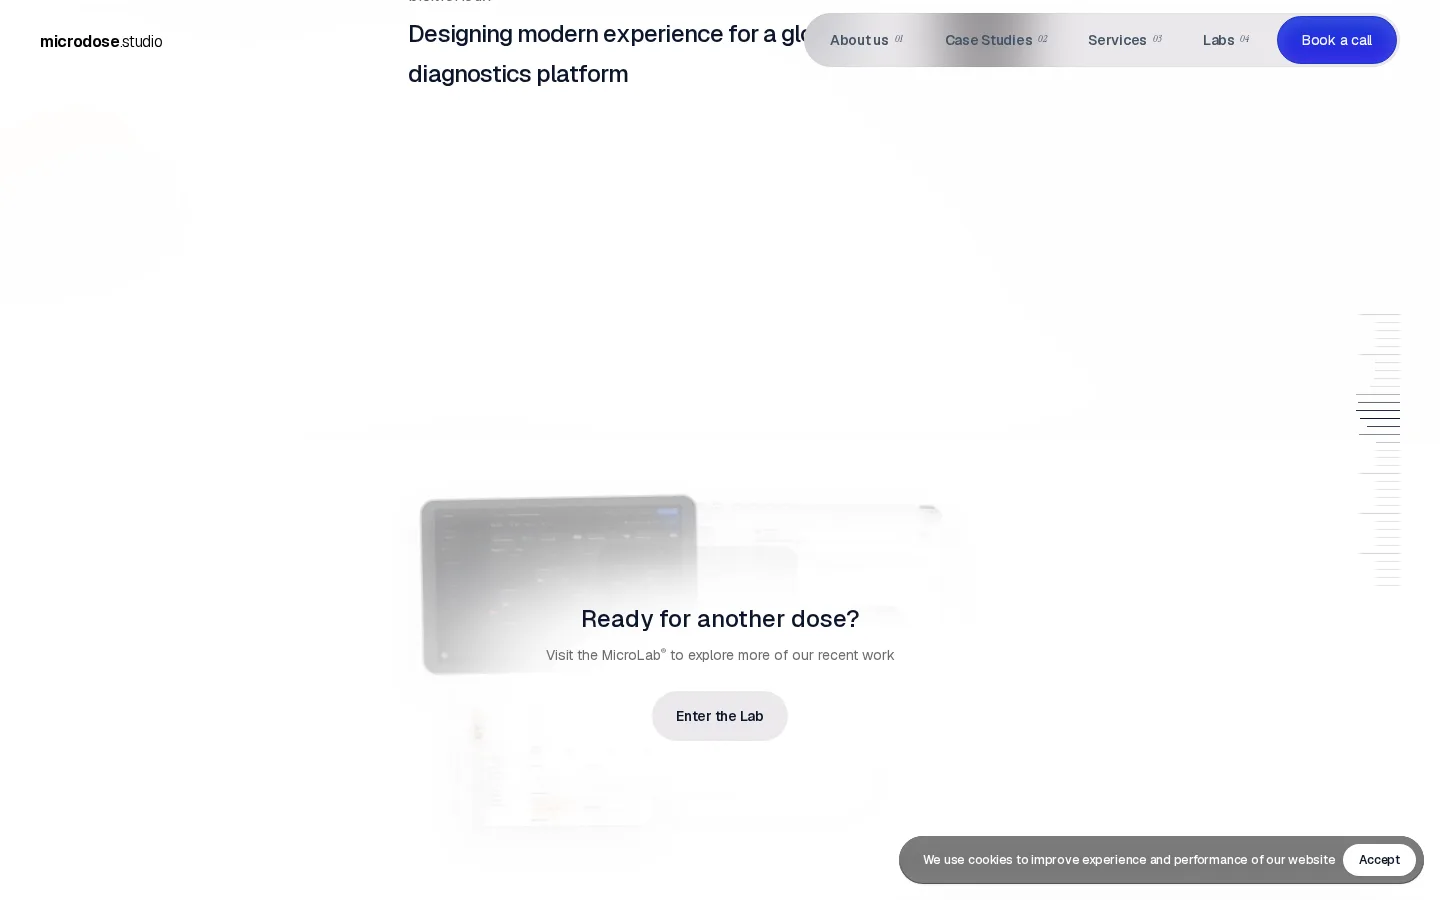 Designing modern experience for a glo
diagnostics platform
microdose.studio
About us 01
Case Studies 02
Services 03
Labs 04
Book a call
Ready for another dose?
Visit the MicroLab® to explore more of our recent work
Enter the Lab
We use cookies to improve experience and performance of our website
Accept